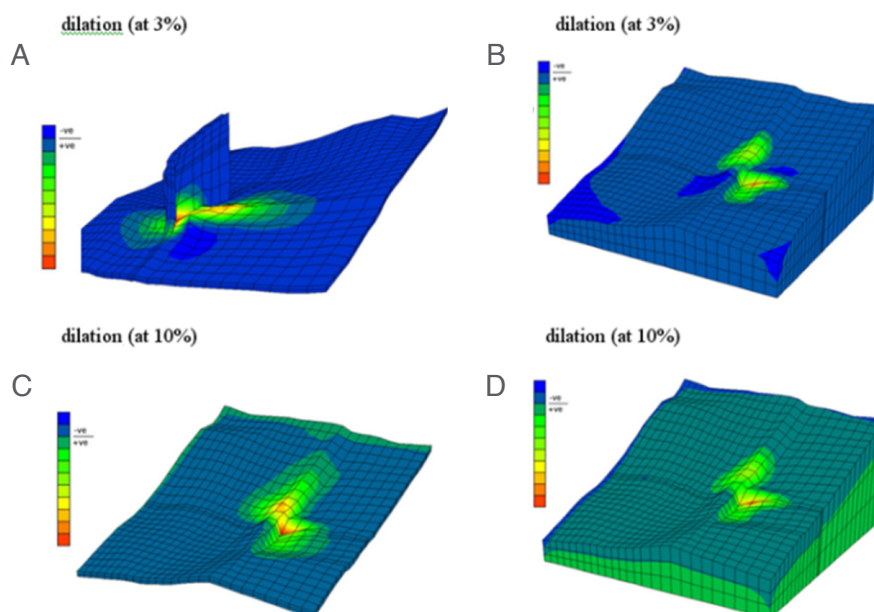 dilation (at 3%)
dilation (at 3%)
A
B
-ve
+ve
-ve
+ve
dilation (at 10%)
dilation (at 10%)
C
D
-ve
+ve
-ve
+ve